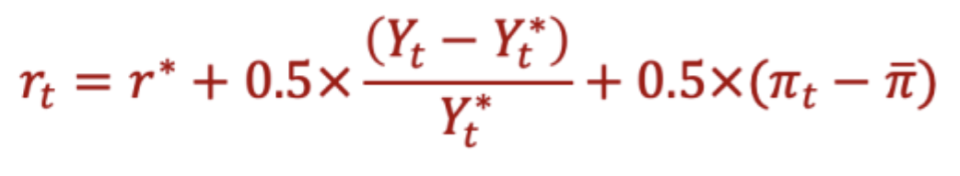 r_t = r* + 0.5×(Y_t − Y_t*)/Y_t* + 0.5×(π_t − π̄)